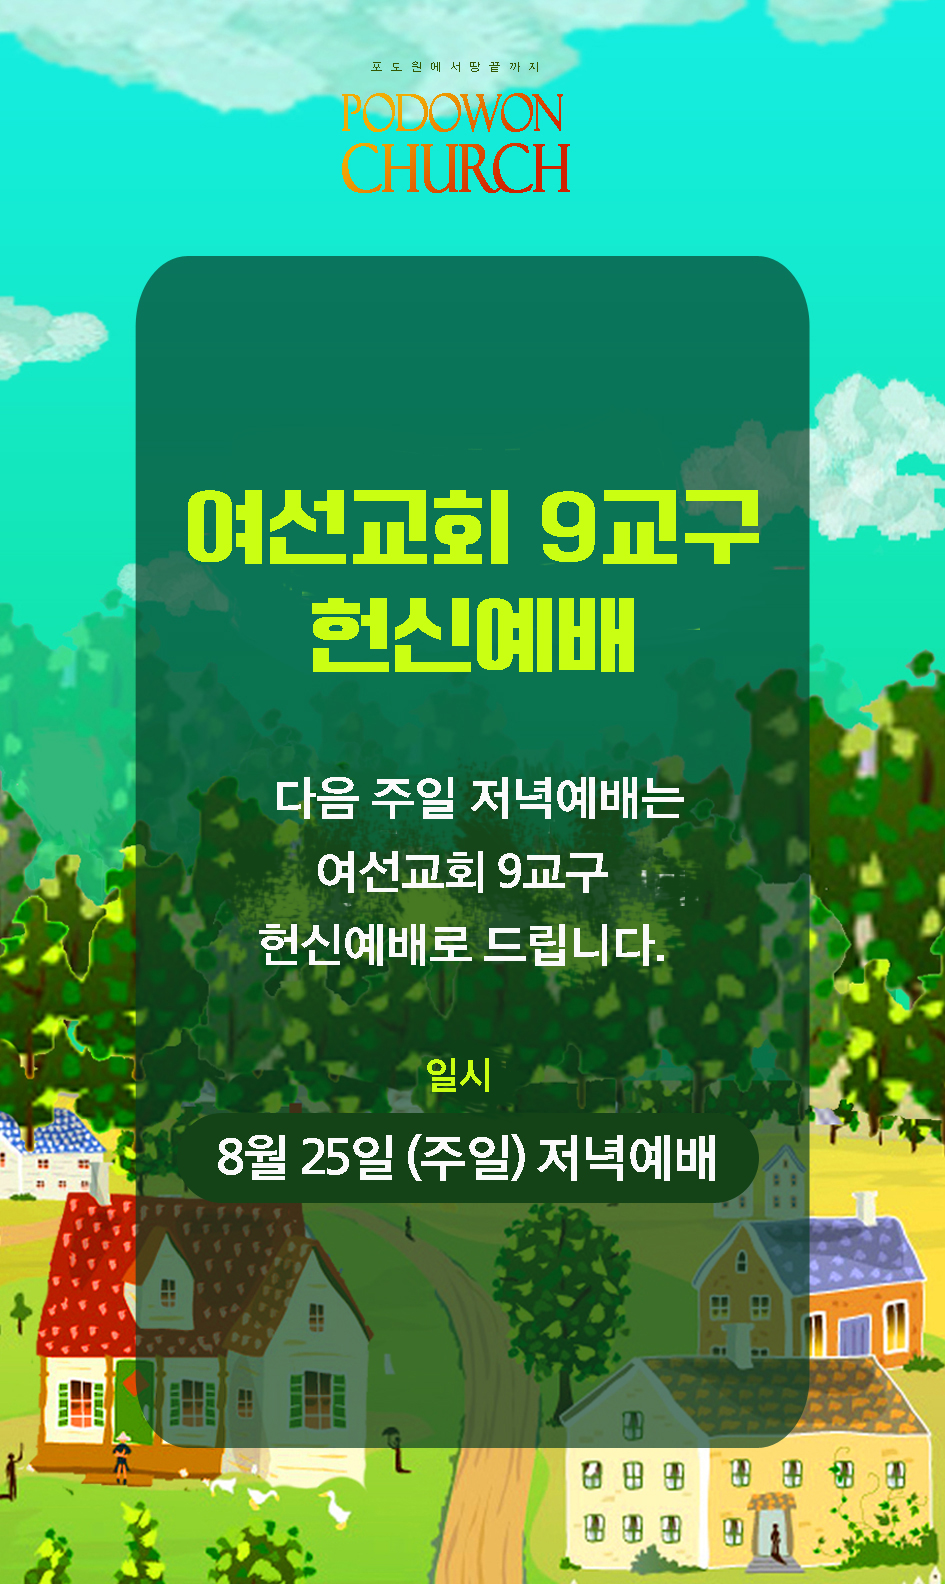 포도원에서땅끝까지
PODOWON
CHURCH
여선교회 9교구
헌신예배
다음 주일 저녁예배는
여선교회 9교구
헌신예배로 드립니다.
일시
8월 25일 (주일) 저녁예배